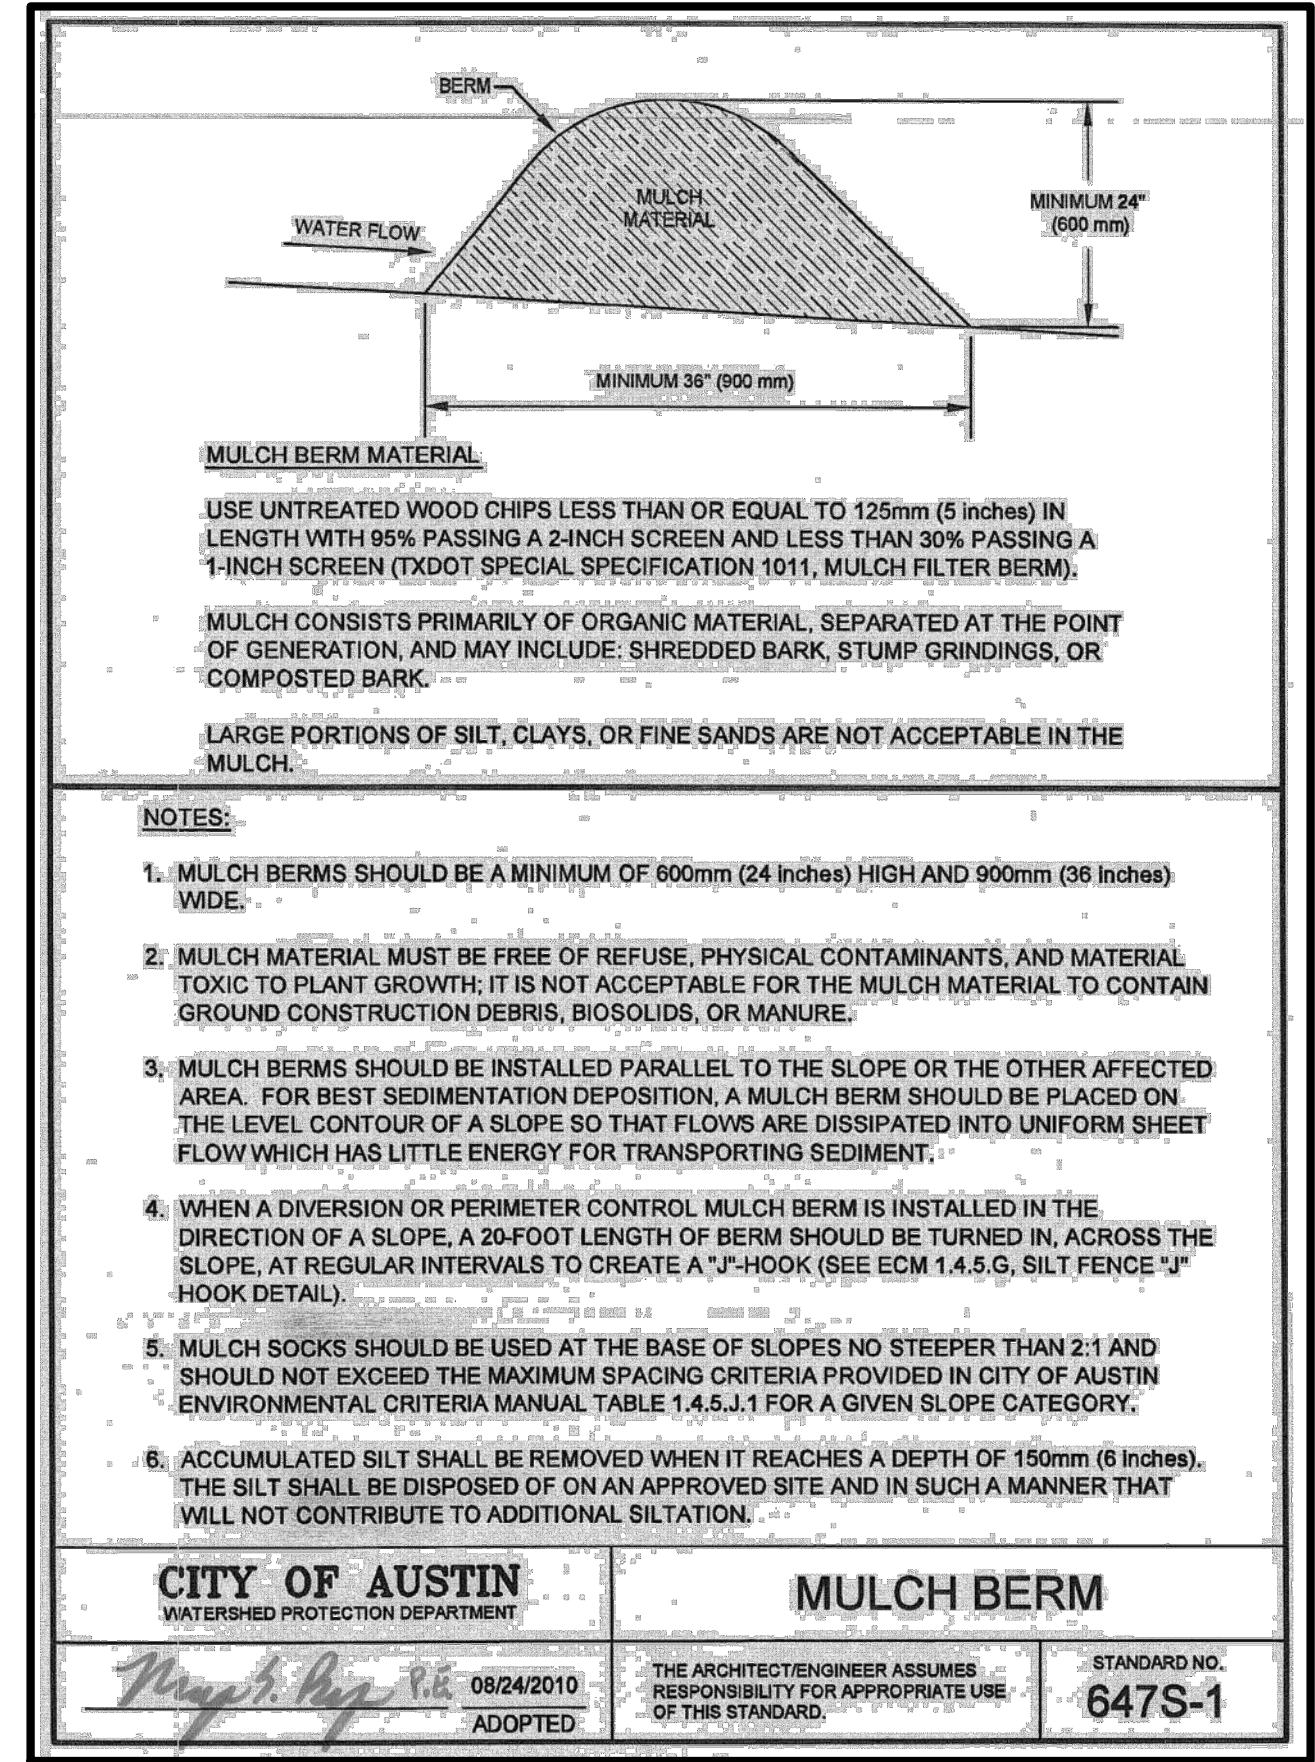 BERM
MULCH
MATERIAL
WATER FLOW
MINIMUM 24"
(600 mm)
MINIMUM 36" (900 mm)
MULCH BERM MATERIAL
USE UNTREATED WOOD CHIPS LESS THAN OR EQUAL TO 125mm (5 inches) IN
LENGTH WITH 95% PASSING A 2-INCH SCREEN AND LESS THAN 30% PASSING A
1-INCH SCREEN (TXDOT SPECIAL SPECIFICATION 1011, MULCH FILTER BERM).
MULCH CONSISTS PRIMARILY OF ORGANIC MATERIAL, SEPARATED AT THE POINT
OF GENERATION, AND MAY INCLUDE: SHREDDED BARK, STUMP GRINDINGS, OR
COMPOSTED BARK.
LARGE PORTIONS OF SILT, CLAYS, OR FINE SANDS ARE NOT ACCEPTABLE IN THE
MULCH.
NOTES:
1. MULCH BERMS SHOULD BE A MINIMUM OF 600mm (24 inches) HIGH AND 900mm (36 inches)
WIDE.
2. MULCH MATERIAL MUST BE FREE OF REFUSE, PHYSICAL CONTAMINANTS, AND MATERIAL
TOXIC TO PLANT GROWTH; IT IS NOT ACCEPTABLE FOR THE MULCH MATERIAL TO CONTAIN
GROUND CONSTRUCTION DEBRIS, BIOSOLIDS, OR MANURE.
3. MULCH BERMS SHOULD BE INSTALLED PARALLEL TO THE SLOPE OR THE OTHER AFFECTED
AREA. FOR BEST SEDIMENTATION DEPOSITION, A MULCH BERM SHOULD BE PLACED ON
THE LEVEL CONTOUR OF A SLOPE SO THAT FLOWS ARE DISSIPATED INTO UNIFORM SHEET
FLOW WHICH HAS LITTLE ENERGY FOR TRANSPORTING SEDIMENT.
4. WHEN A DIVERSION OR PERIMETER CONTROL MULCH BERM IS INSTALLED IN THE
DIRECTION OF A SLOPE, A 20-FOOT LENGTH OF BERM SHOULD BE TURNED IN, ACROSS THE
SLOPE, AT REGULAR INTERVALS TO CREATE A "J"-HOOK (SEE ECM 1.4.5.G, SILT FENCE "J"
HOOK DETAIL).
5. MULCH SOCKS SHOULD BE USED AT THE BASE OF SLOPES NO STEEPER THAN 2:1 AND
SHOULD NOT EXCEED THE MAXIMUM SPACING CRITERIA PROVIDED IN CITY OF AUSTIN
ENVIRONMENTAL CRITERIA MANUAL TABLE 1.4.5.J.1 FOR A GIVEN SLOPE CATEGORY.
6. ACCUMULATED SILT SHALL BE REMOVED WHEN IT REACHES A DEPTH OF 150mm (6 inches).
THE SILT SHALL BE DISPOSED OF ON AN APPROVED SITE AND IN SUCH A MANNER THAT
WILL NOT CONTRIBUTE TO ADDITIONAL SILTATION.
CITY OF AUSTIN
WATERSHED PROTECTION DEPARTMENT
MULCH BERM
P.E. 08/24/2010
ADOPTED
THE ARCHITECT/ENGINEER ASSUMES
RESPONSIBILITY FOR APPROPRIATE USE
OF THIS STANDARD.
STANDARD NO.
647S-1